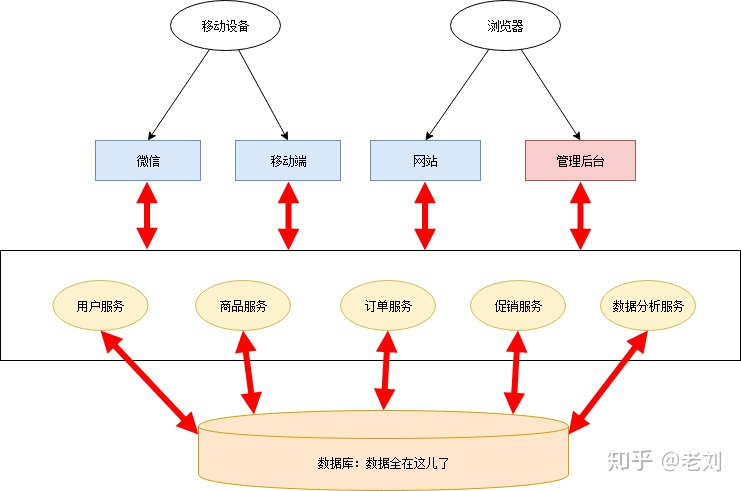 移动设备
浏览器
微信
移动端
网站
管理后台
用户服务
商品服务
订单服务
促销服务
数据分析服务
数据库：数据全在这儿了
知乎 @老刘